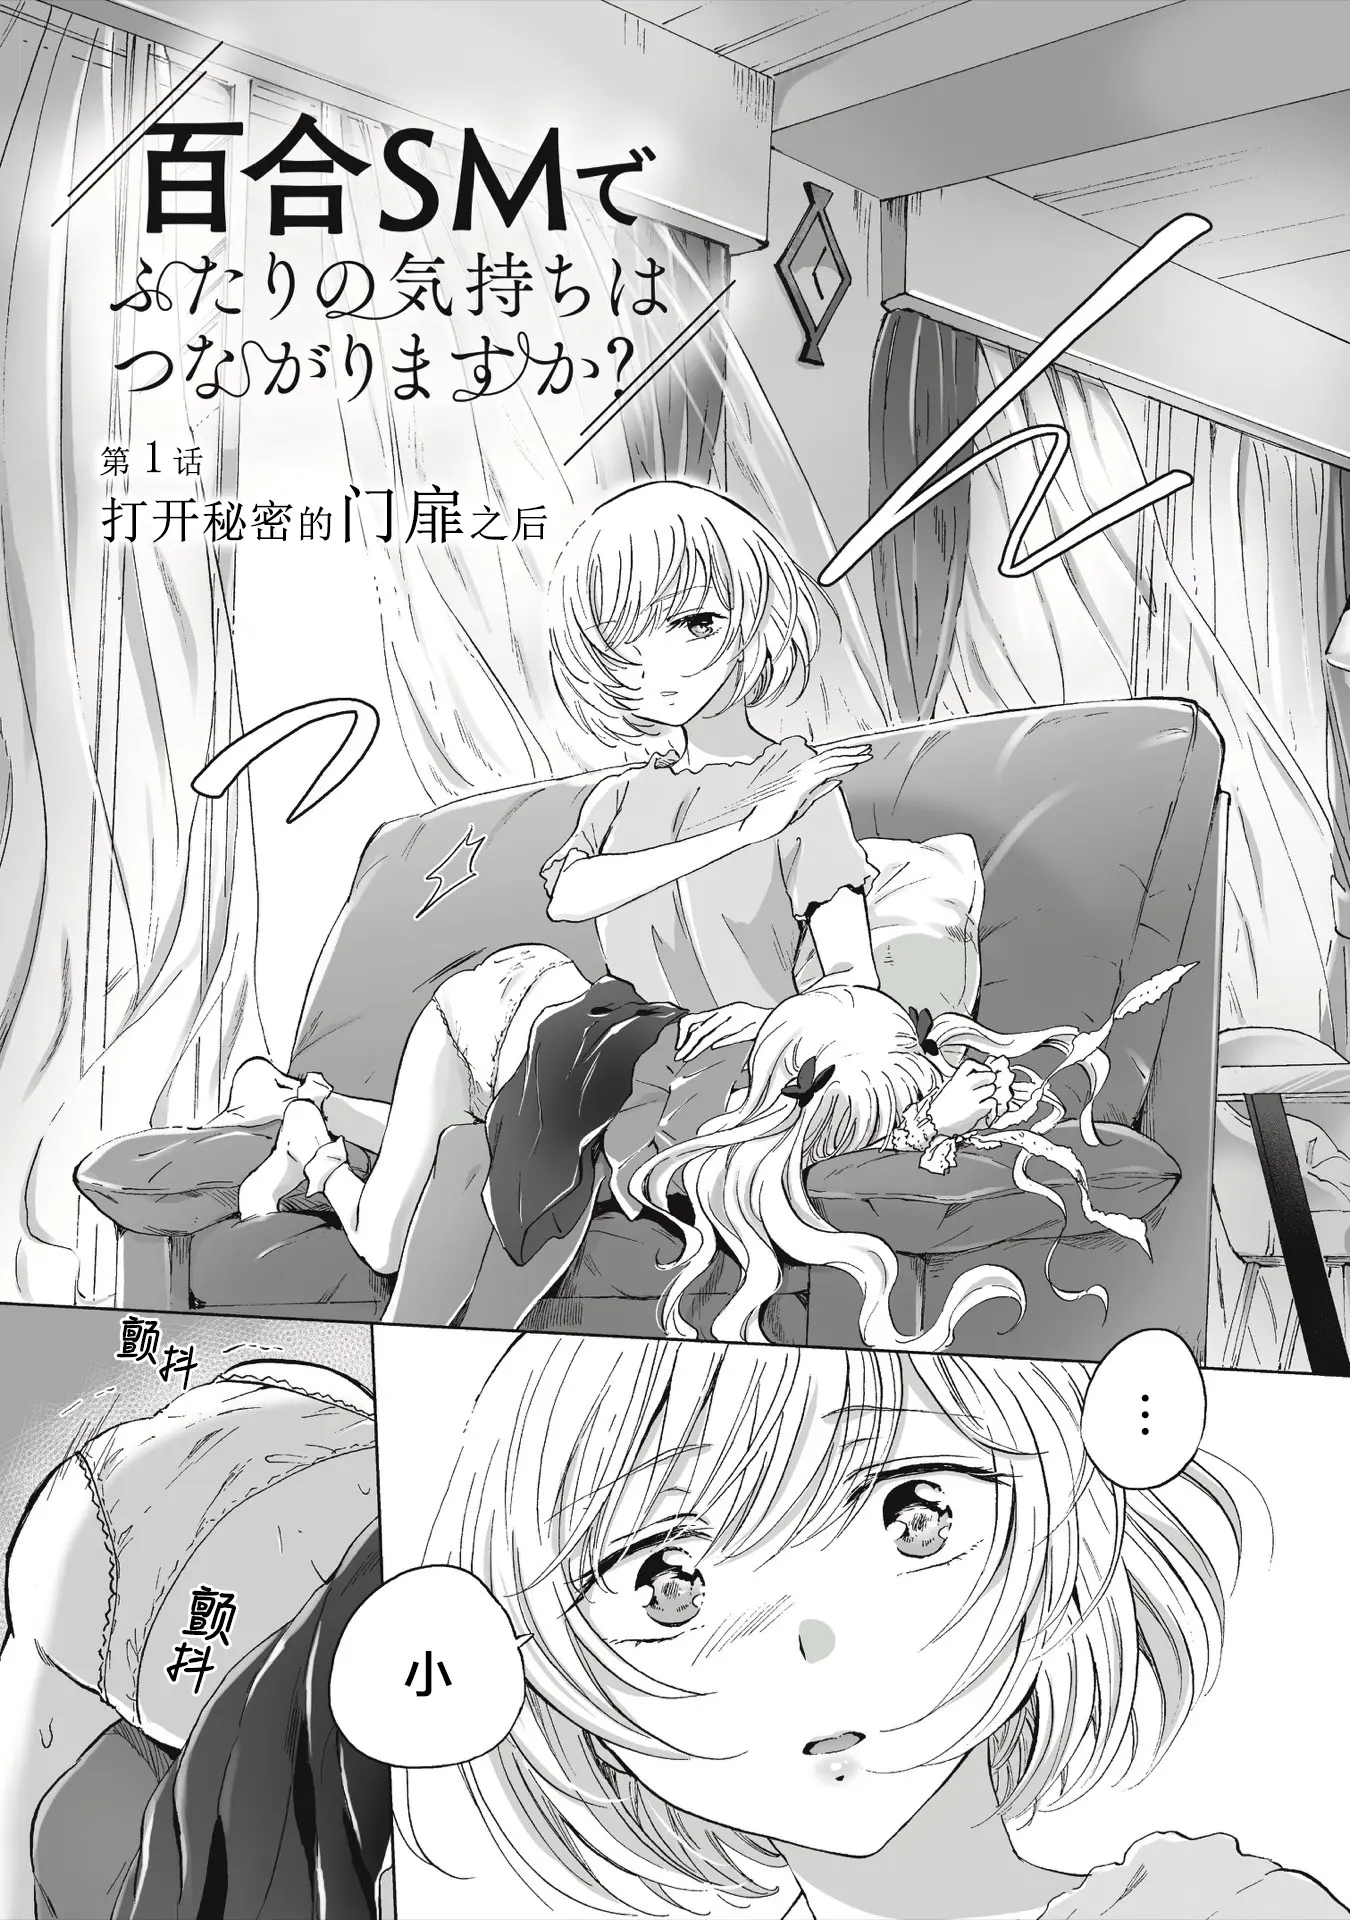 百合SMで
ふたりの気持ちは
つながりますか?
第1话
打开秘密的门扉之后
…
小
颤抖
颤抖